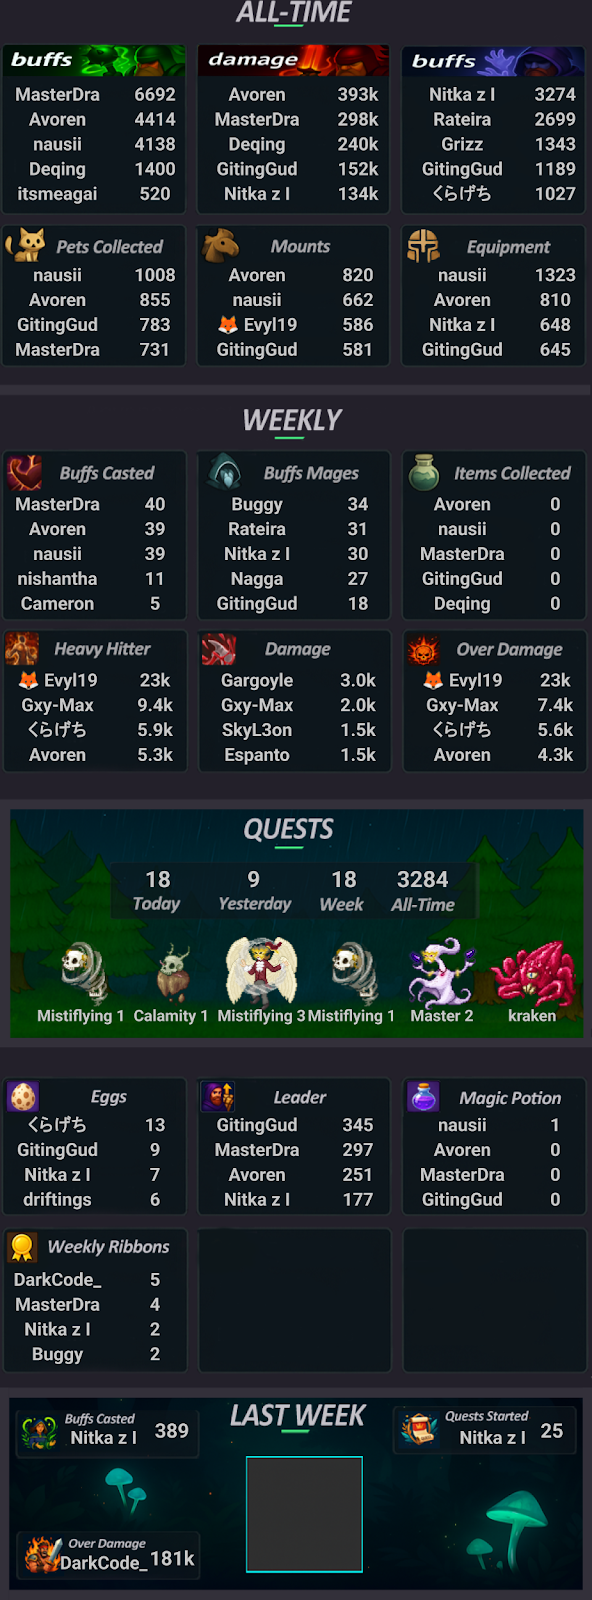 ALL-TIME
buffs
MasterDra 6692
Avoren 4414
nausii 4138
Deqing 1400
itsmeagai 520
damage
Avoren 393k
MasterDra 298k
Deqing 240k
GitingGud 152k
Nitka z l 134k
buffs
Nitka z l 3274
Rateira 2699
Grizz 1343
GitingGud 1189
くらげち 1027
Pets Collected
nausii 1008
Avoren 855
GitingGud 783
MasterDra 731
Mounts
Avoren 820
nausii 662
🦊 Evyl19 586
GitingGud 581
Equipment
nausii 1323
Avoren 810
Nitka z l 648
GitingGud 645
WEEKLY
Buffs Casted
MasterDra 40
Avoren 39
nausii 39
nishantha 11
Cameron 5
Buffs Mages
Buggy 34
Rateira 31
Nitka z l 30
Nagga 27
GitingGud 18
Items Collected
Avoren 0
nausii 0
MasterDra 0
GitingGud 0
Deqing 0
Heavy Hitter
🦊 Evyl19 23k
Gxy-Max 9.4k
くらげち 5.9k
Avoren 5.3k
Damage
Gargoyle 3.0k
Gxy-Max 2.0k
SkyL3on 1.5k
Espanto 1.5k
Over Damage
🦊 Evyl19 23k
Gxy-Max 7.4k
くらげち 5.6k
Avoren 4.3k
QUESTS
18 9 18 3284
Today Yesterday Week All-Time
Mistiflying 1 Calamity 1 Mistiflying 3 Mistiflying 1 Master 2 kraken
Eggs
くらげち 13
GitingGud 9
Nitka z l 7
driftings 6
Leader
GitingGud 345
MasterDra 297
Avoren 251
Nitka z l 177
Magic Potion
nausii 1
Avoren 0
MasterDra 0
GitingGud 0
Weekly Ribbons
DarkCode_ 5
MasterDra 4
Nitka z l 2
Buggy 2
LAST WEEK
Buffs Casted
Nitka z l 389
Quests Started
Nitka z l 25
Over Damage
DarkCode_ 181k